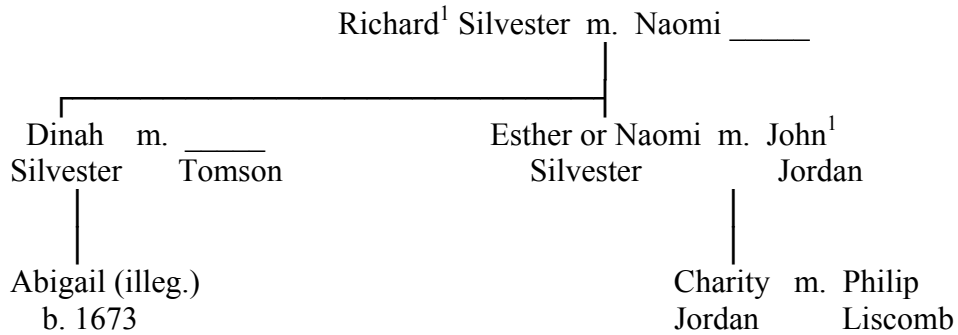 Richard¹ Silvester m. Naomi _____
Dinah m. _____ Esther or Naomi m. John¹
Silvester Tomson Silvester Jordan
Abigail (illeg.) Charity m. Philip
b. 1673 Jordan Liscomb